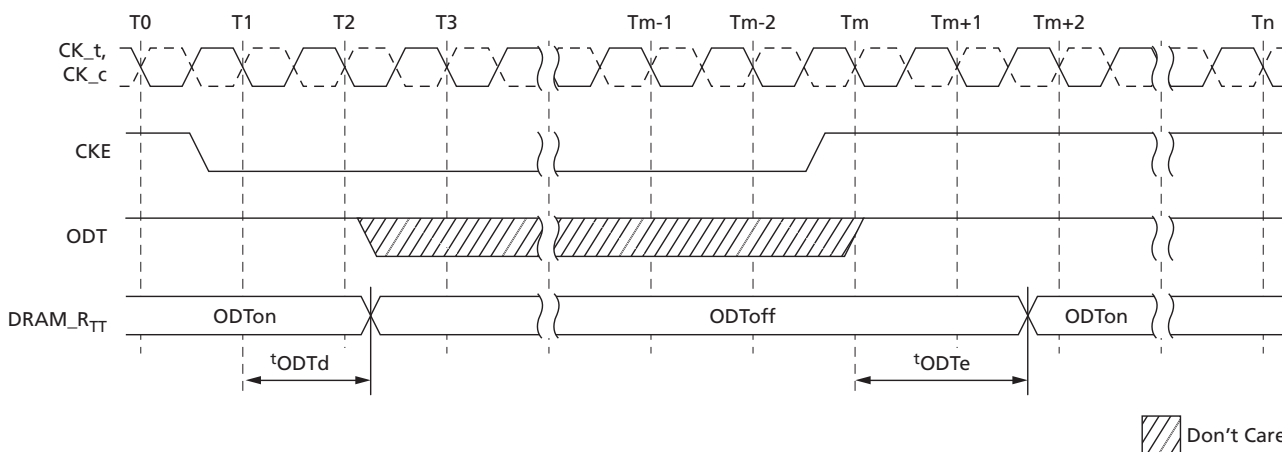 T0 T1 T2 T3 Tm-1 Tm-2 Tm Tm+1 Tm+2 Tn
CK_t,
CK_c
CKE
ODT
DRAM_RTT ODTon ODToff ODTon
tODTd tODTe
Don't Care